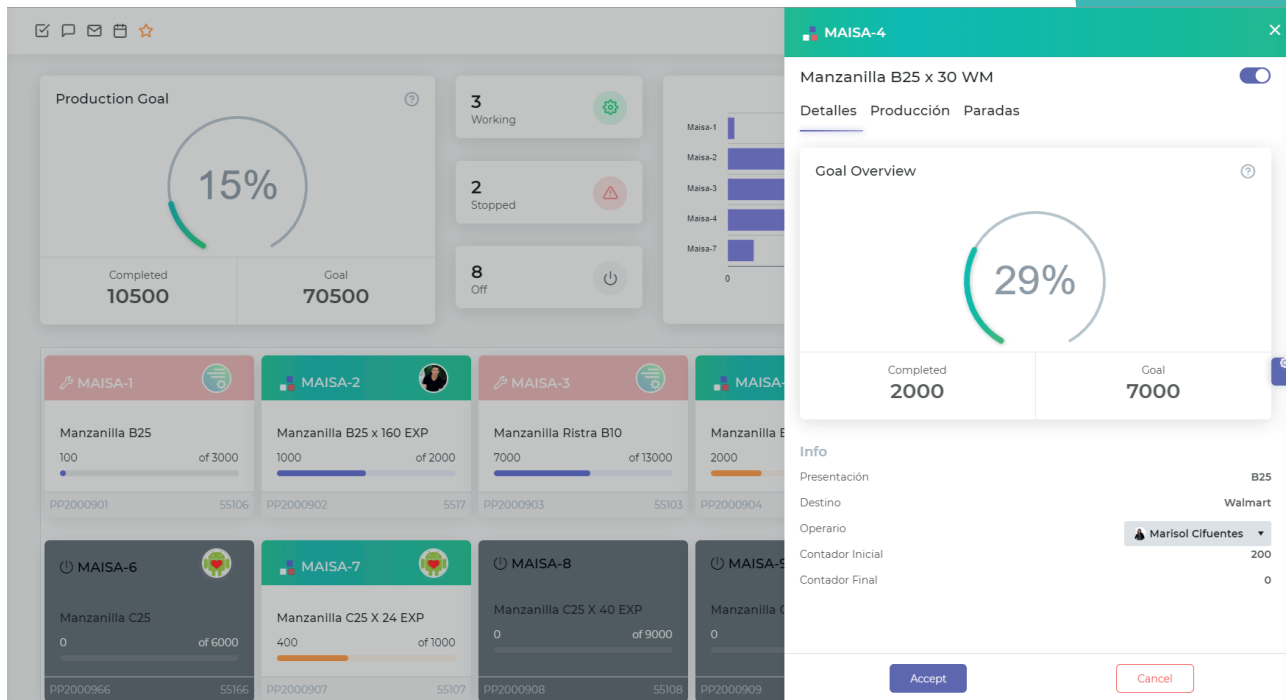 MAISA-4
Manzanilla B25 x 30 WM
Detalles Producción Paradas
Production Goal
15%
Completed
10500
Goal
70500
3
Working
2
Stopped
8
Off
Maisa-1
Maisa-2
Maisa-3
Maisa-4
Maisa-7
0
Goal Overview
29%
Completed
2000
Goal
7000
MAISA-1
Manzanilla B25
100 of 3000
PP2000901 55106
MAISA-2
Manzanilla B25 x 160 EXP
1000 of 2000
PP2000902 5517
MAISA-3
Manzanilla Ristra B10
7000 of 13000
PP2000903 55103
MAISA-
Manzanilla
2000
PP2000904
MAISA-6
Manzanilla C25
0 of 6000
PP2000966 55166
MAISA-7
Manzanilla C25 X 24 EXP
400 of 1000
PP2000907 55107
MAISA-8
Manzanilla C25 X 40 EXP
0 of 9000
PP2000908 55108
MAISA-9
Manzanilla
0
PP2000909
Info
Presentación B25
Destino Walmart
Operario Marisol Cifuentes
Contador Inicial 200
Contador Final 0
Accept Cancel